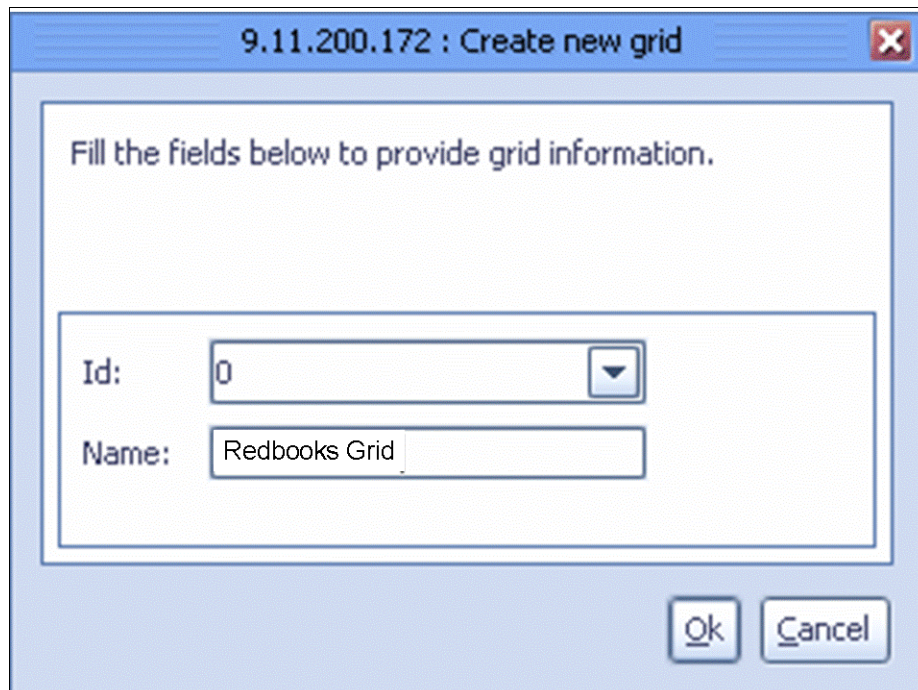 9.11.200.172 : Create new grid
Fill the fields below to provide grid information.
Id: 0
Name: Redbooks Grid
Ok Cancel